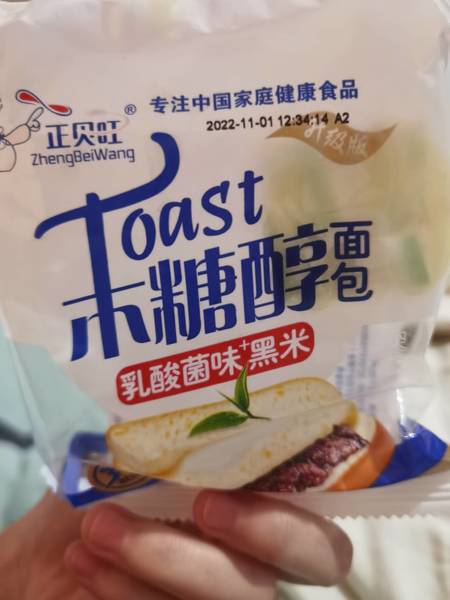 专注中国家庭健康食品
正贝旺®
2022-11-01 12:34:14 A2
ZhengBeiWang
升级版
Toast
木糖醇面包
乳酸菌味+黑米